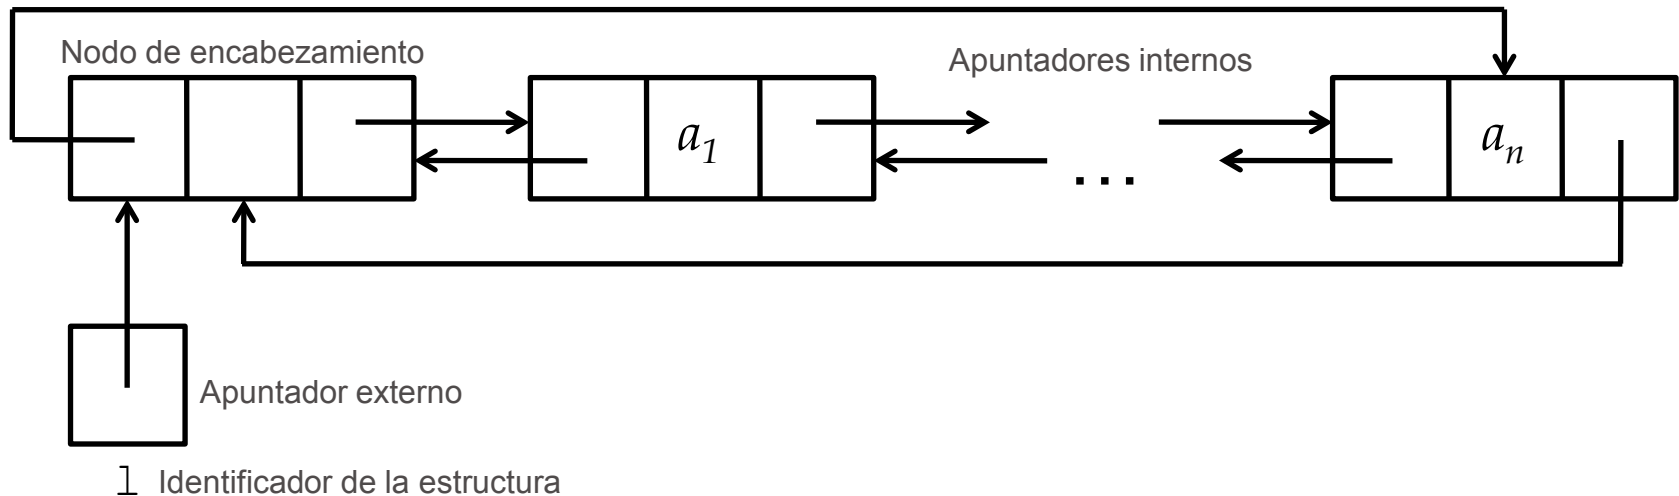 Nodo de encabezamiento
Apuntadores internos
a1
an
...
Apuntador externo
l Identificador de la estructura